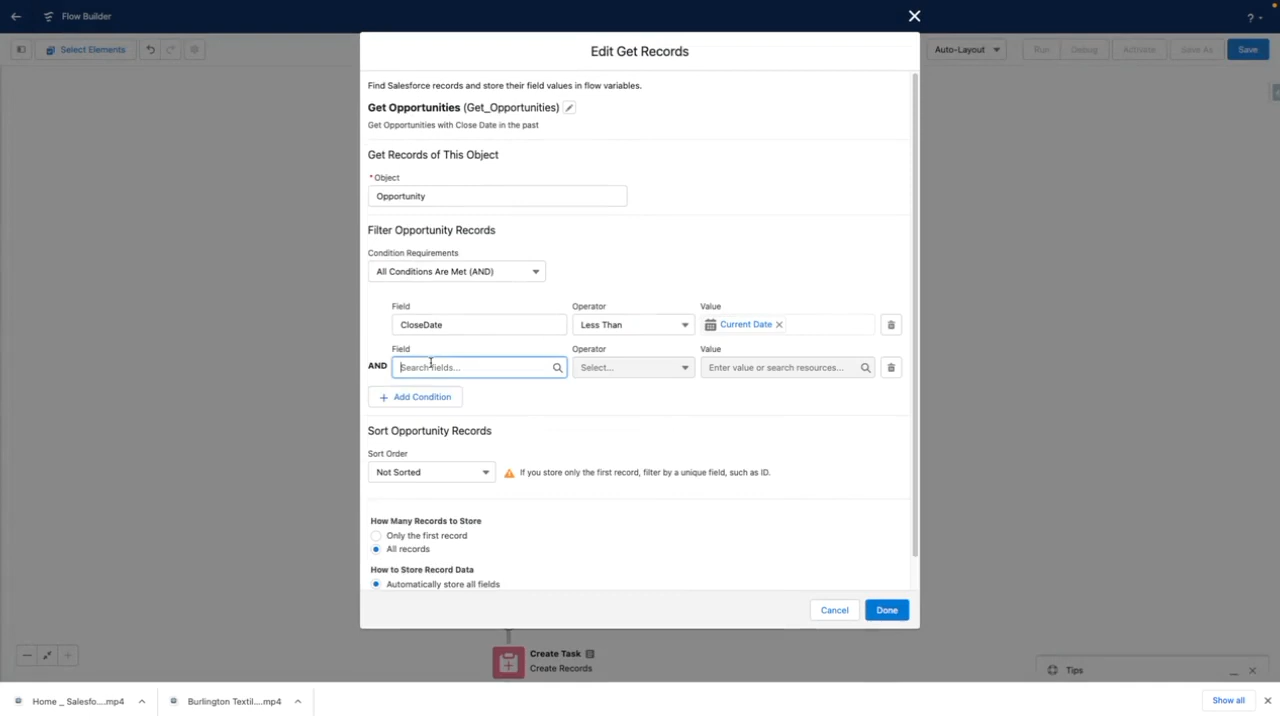 Flow Builder
?
Select Elements
Auto-Layout
Run
Debug
Activate
Save As
Save
Edit Get Records
Find Salesforce records and store their field values in flow variables.
Get Opportunities (Get_Opportunities)
Get Opportunities with Close Date in the past
Get Records of This Object
* Object
Opportunity
Filter Opportunity Records
Condition Requirements
All Conditions Are Met (AND)
Field Operator Value
CloseDate Less Than Current Date
Field Operator Value
AND Search fields... Select... Enter value or search resources...
+ Add Condition
Sort Opportunity Records
Sort Order
Not Sorted If you store only the first record, filter by a unique field, such as ID.
How Many Records to Store
Only the first record
All records
How to Store Record Data
Automatically store all fields
Cancel Done
Create Task
Create Records
Tips
Home _ Salesfo....mp4 Burlington Textil....mp4 Show all